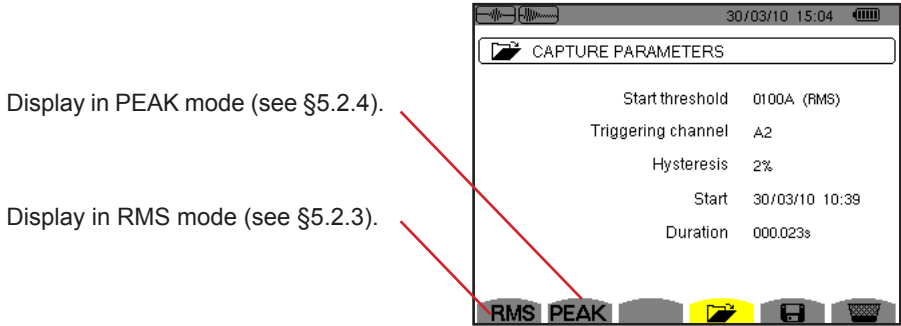 30/03/10 15:04
CAPTURE PARAMETERS
Display in PEAK mode (see §5.2.4).
Start threshold 0100A (RMS)
Triggering channel A2
Hysteresis 2%
Display in RMS mode (see §5.2.3).
Start 30/03/10 10:39
Duration 000.023s
RMS PEAK